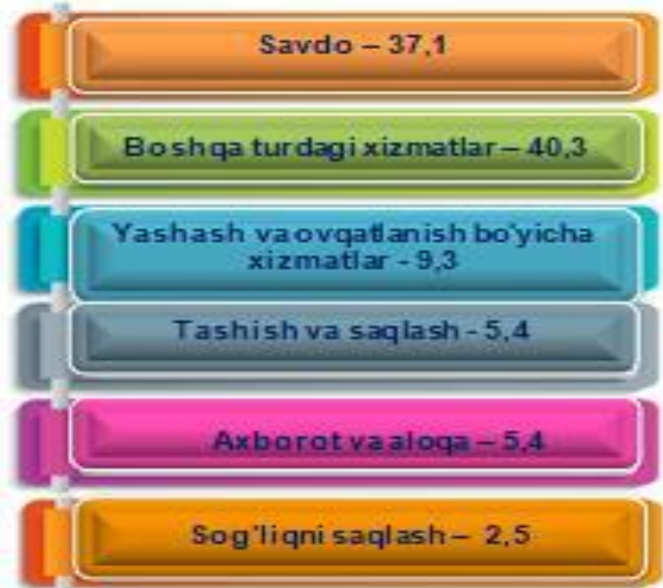 Savdo – 37,1
Boshqa turdagi xizmatlar – 40,3
Yashash va ovqatlanish bo'yicha
xizmatlar - 9,3
Tashish va saqlash - 5,4
Axborot va aloqa – 5,4
Sog'liqni saqlash – 2,5